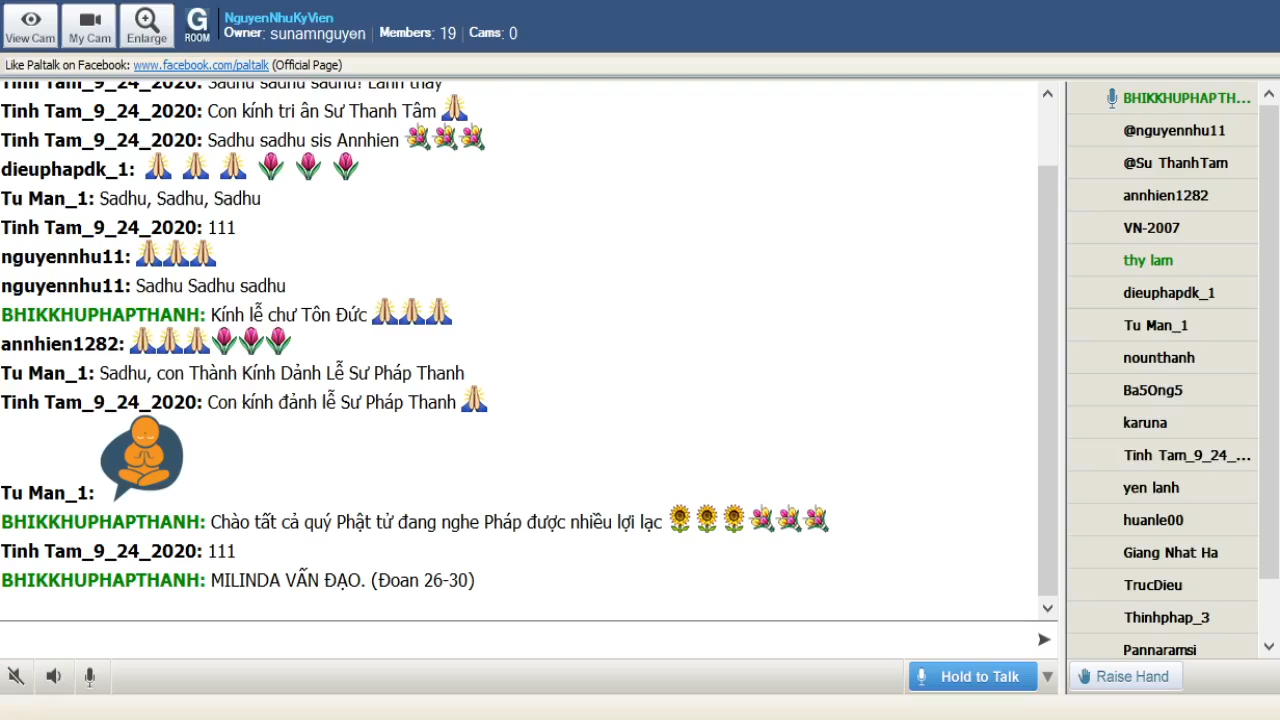 View Cam
My Cam
Enlarge
G
ROOM
NguyenNhuKyVien
Owner: sunamnguyen | Members: 19 | Cams: 0
Like Paltalk on Facebook: www.facebook.com/paltalk (Official Page)
Tinh Tam_9_24_2020: Sadhu sadhu sadhu! Lành thay
Tinh Tam_9_24_2020: Con kính tri ân Sư Thanh Tâm
Tinh Tam_9_24_2020: Sadhu sadhu sis Annhien
dieuphapdk_1:
Tu Man_1: Sadhu, Sadhu, Sadhu
Tinh Tam_9_24_2020: 111
nguyennhu11:
nguyennhu11: Sadhu Sadhu sadhu
BHIKKHUPHAPTHANH: Kính lễ chư Tôn Đức
annhien1282:
Tu Man_1: Sadhu, con Thành Kính Dảnh Lễ Sư Pháp Thanh
Tinh Tam_9_24_2020: Con kính đảnh lễ Sư Pháp Thanh
Tu Man_1:
BHIKKHUPHAPTHANH: Chào tất cả quý Phật tử đang nghe Pháp được nhiều lợi lạc
Tinh Tam_9_24_2020: 111
BHIKKHUPHAPTHANH: MILINDA VẤN ĐẠO. (Đoan 26-30)
BHIKKHUPHAPTH...
@nguyennhu11
@Su ThanhTam
annhien1282
VN-2007
thy lam
dieuphapdk_1
Tu Man_1
nounthanh
Ba5Ong5
karuna
Tinh Tam_9_24_...
yen lanh
huanle00
Giang Nhat Ha
TrucDieu
Thinhphap_3
Pannaramsi
Hold to Talk
Raise Hand